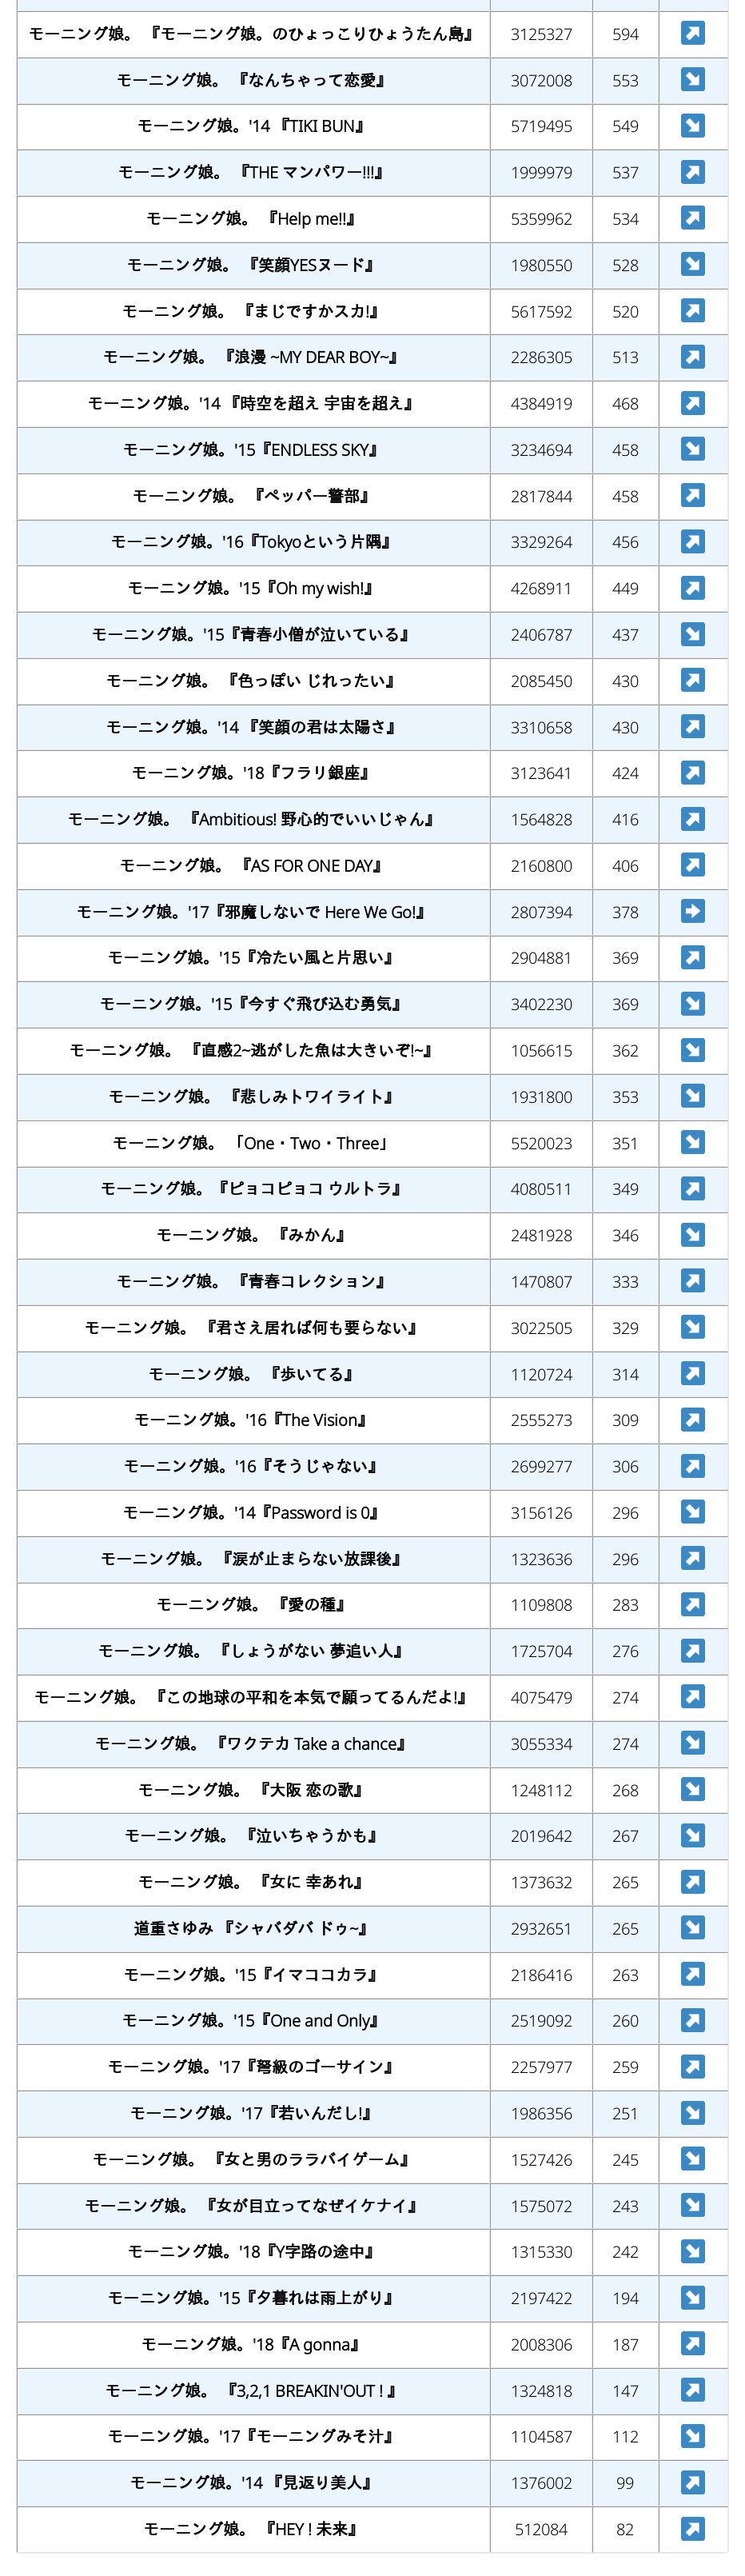 モーニング娘。 『モーニング娘。のひょっこりひょうたん島』 3125327 594 ↗
モーニング娘。 『なんちゃって恋愛』 3072008 553 ↘
モーニング娘。'14 『TIKI BUN』 5719495 549 ↘
モーニング娘。 『THE マンパワー!!!』 1999979 537 ↗
モーニング娘。 『Help me!!』 5359962 534 ↗
モーニング娘。 『笑顔YESヌード』 1980550 528 ↘
モーニング娘。 『まじですかスカ!』 5617592 520 ↗
モーニング娘。 『浪漫 ~MY DEAR BOY~』 2286305 513 ↗
モーニング娘。'14 『時空を超え 宇宙を超え』 4384919 468 ↗
モーニング娘。'15『ENDLESS SKY』 3234694 458 ↘
モーニング娘。 『ペッパー警部』 2817844 458 ↗
モーニング娘。'16『Tokyoという片隅』 3329264 456 ↗
モーニング娘。'15『Oh my wish!』 4268911 449 ↗
モーニング娘。'15『青春小僧が泣いている』 2406787 437 ↘
モーニング娘。 『色っぽい じれったい』 2085450 430 ↗
モーニング娘。'14 『笑顔の君は太陽さ』 3310658 430 ↗
モーニング娘。'18『フラリ銀座』 3123641 424 ↗
モーニング娘。 『Ambitious! 野心的でいいじゃん』 1564828 416 ↗
モーニング娘。 『AS FOR ONE DAY』 2160800 406 ↗
モーニング娘。'17『邪魔しないで Here We Go!』 2807394 378 ➡
モーニング娘。'15『冷たい風と片思い』 2904881 369 ↗
モーニング娘。'15『今すぐ飛び込む勇気』 3402230 369 ↘
モーニング娘。 『直感2~逃がした魚は大きいぞ!~』 1056615 362 ↘
モーニング娘。 『悲しみトワイライト』 1931800 353 ↘
モーニング娘。 「One・Two・Three」 5520023 351 ↘
モーニング娘。『ピョコピョコ ウルトラ』 4080511 349 ↗
モーニング娘。 『みかん』 2481928 346 ↘
モーニング娘。 『青春コレクション』 1470807 333 ↗
モーニング娘。 『君さえ居れば何も要らない』 3022505 329 ↘
モーニング娘。 『歩いてる』 1120724 314 ↗
モーニング娘。'16『The Vision』 2555273 309 ↗
モーニング娘。'16『そうじゃない』 2699277 306 ↗
モーニング娘。'14『Password is 0』 3156126 296 ↘
モーニング娘。 『涙が止まらない放課後』 1323636 296 ↗
モーニング娘。 『愛の種』 1109808 283 ↗
モーニング娘。 『しょうがない 夢追い人』 1725704 276 ↗
モーニング娘。 『この地球の平和を本気で願ってるんだよ!』 4075479 274 ↗
モーニング娘。 『ワクテカ Take a chance』 3055334 274 ↘
モーニング娘。 『大阪 恋の歌』 1248112 268 ↘
モーニング娘。 『泣いちゃうかも』 2019642 267 ↘
モーニング娘。 『女に 幸あれ』 1373632 265 ↗
道重さゆみ 『シャバダバ ドゥ~』 2932651 265 ↘
モーニング娘。'15『イマココカラ』 2186416 263 ↗
モーニング娘。'15『One and Only』 2519092 260 ↗
モーニング娘。'17『弩級のゴーサイン』 2257977 259 ↗
モーニング娘。'17『若いんだし!』 1986356 251 ↘
モーニング娘。 『女と男のララバイゲーム』 1527426 245 ↘
モーニング娘。 『女が目立ってなぜイケナイ』 1575072 243 ↘
モーニング娘。'18『Y字路の途中』 1315330 242 ↘
モーニング娘。'15『夕暮れは雨上がり』 2197422 194 ↘
モーニング娘。'18『A gonna』 2008306 187 ↗
モーニング娘。 『3,2,1 BREAKIN'OUT ! 』 1324818 147 ↗
モーニング娘。'17『モーニングみそ汁』 1104587 112 ↘
モーニング娘。'14 『見返り美人』 1376002 99 ↗
モーニング娘。 『HEY ! 未来』 512084 82 ↗